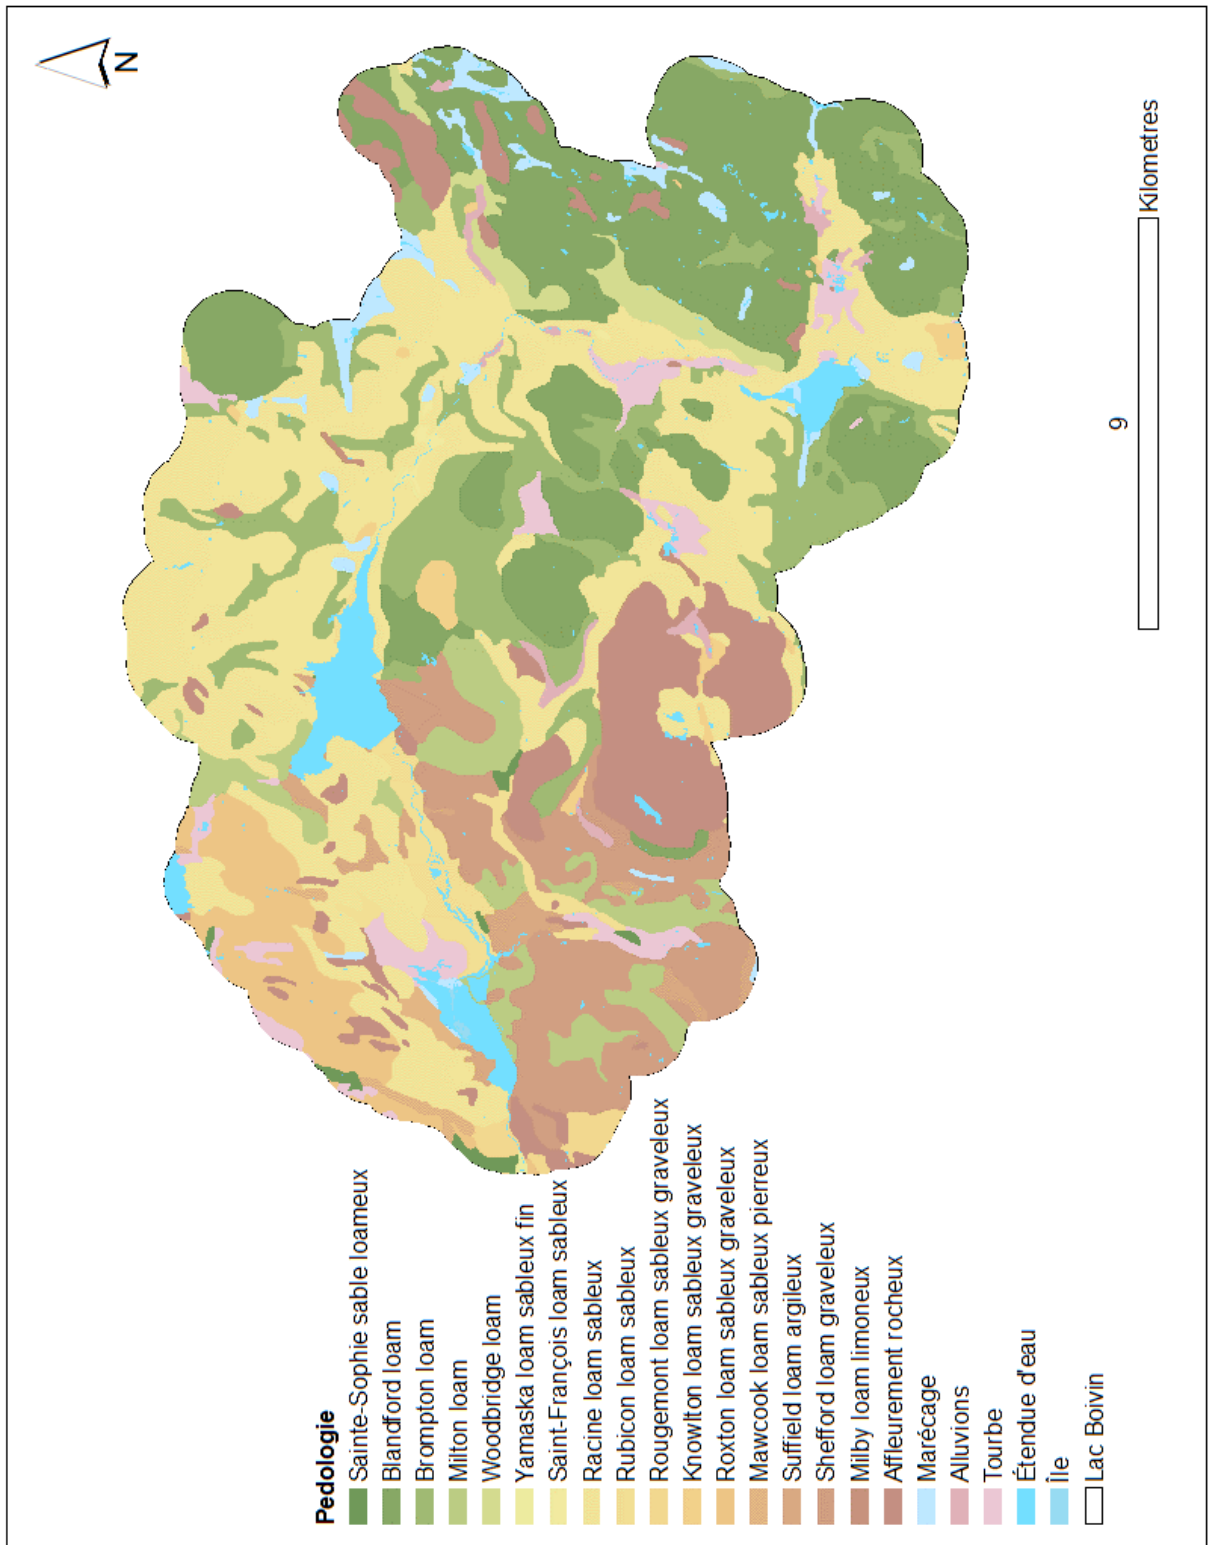 N
Pedologie
Sainte-Sophie sable loameux
Blandford loam
Brompton loam
Milton loam
Woodbridge loam
Yamaska loam sableux fin
Saint-François loam sableux
Racine loam sableux
Rubicon loam sableux
Rougemont loam sableux graveleux
Knowlton loam sableux graveleux
Roxton loam sableux graveleux
Mawcook loam sableux pierreux
Suffield loam argileux
Shefford loam graveleux
Milby loam limoneux
Affleurement rocheux
Marécage
Alluvions
Tourbe
Étendue d'eau
Île
Lac Boivin
9
Kilometres